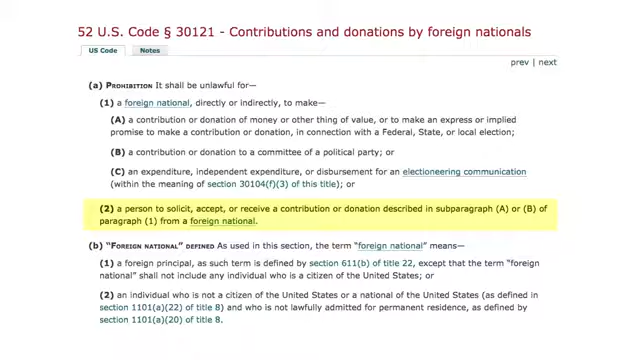 52 U.S. Code § 30121 - Contributions and donations by foreign nationals
US Code Notes
prev | next
(a) PROHIBITION It shall be unlawful for—
(1) a foreign national, directly or indirectly, to make—
(A) a contribution or donation of money or other thing of value, or to make an express or implied
promise to make a contribution or donation, in connection with a Federal, State, or local election;
(B) a contribution or donation to a committee of a political party; or
(C) an expenditure, independent expenditure, or disbursement for an electioneering communication
(within the meaning of section 30104(f)(3) of this title); or
(2) a person to solicit, accept, or receive a contribution or donation described in subparagraph (A) or (B) of
paragraph (1) from a foreign national.
(b) “FOREIGN NATIONAL” DEFINED As used in this section, the term “foreign national” means—
(1) a foreign principal, as such term is defined by section 611(b) of title 22, except that the term “foreign
national” shall not include any individual who is a citizen of the United States; or
(2) an individual who is not a citizen of the United States or a national of the United States (as defined in
section 1101(a)(22) of title 8) and who is not lawfully admitted for permanent residence, as defined by
section 1101(a)(20) of title 8.